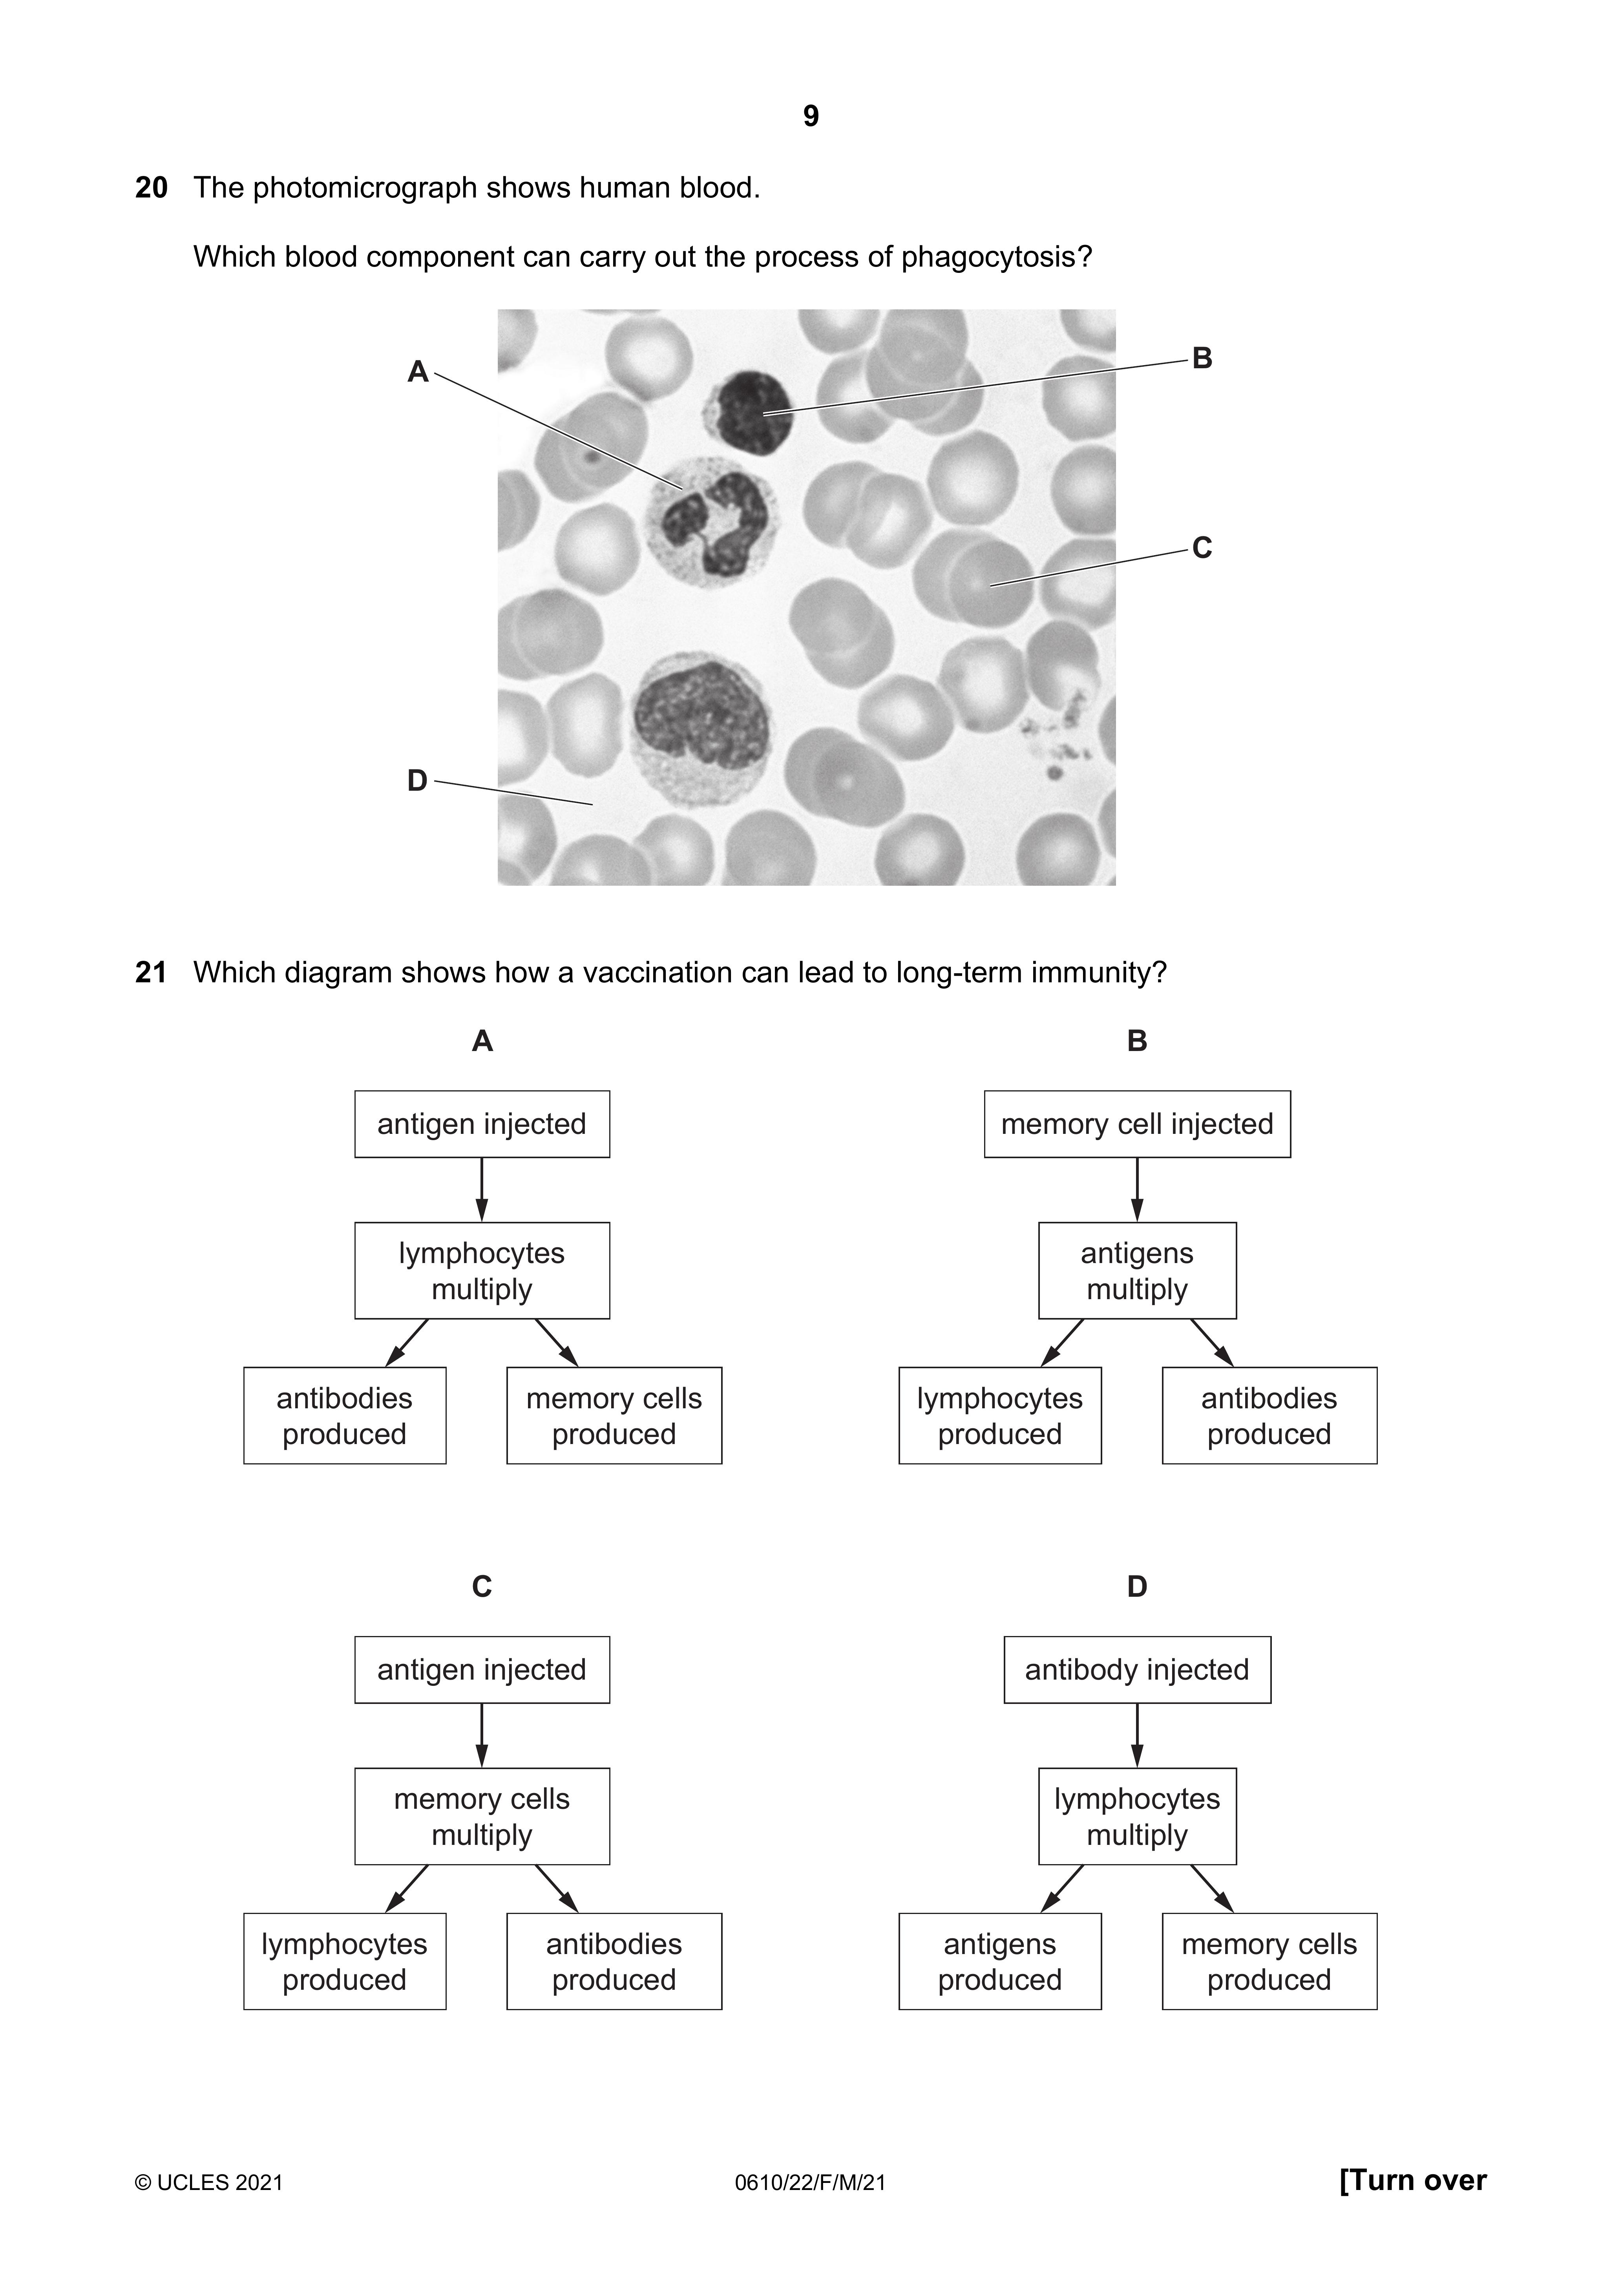 9
20 The photomicrograph shows human blood.
Which blood component can carry out the process of phagocytosis?
A
B
C
D
21 Which diagram shows how a vaccination can lead to long-term immunity?
A
antigen injected
lymphocytes
multiply
antibodies
produced
memory cells
produced
B
memory cell injected
antigens
multiply
lymphocytes
produced
antibodies
produced
C
antigen injected
memory cells
multiply
lymphocytes
produced
antibodies
produced
D
antibody injected
lymphocytes
multiply
antigens
produced
memory cells
produced
© UCLES 2021
0610/22/F/M/21
[Turn over